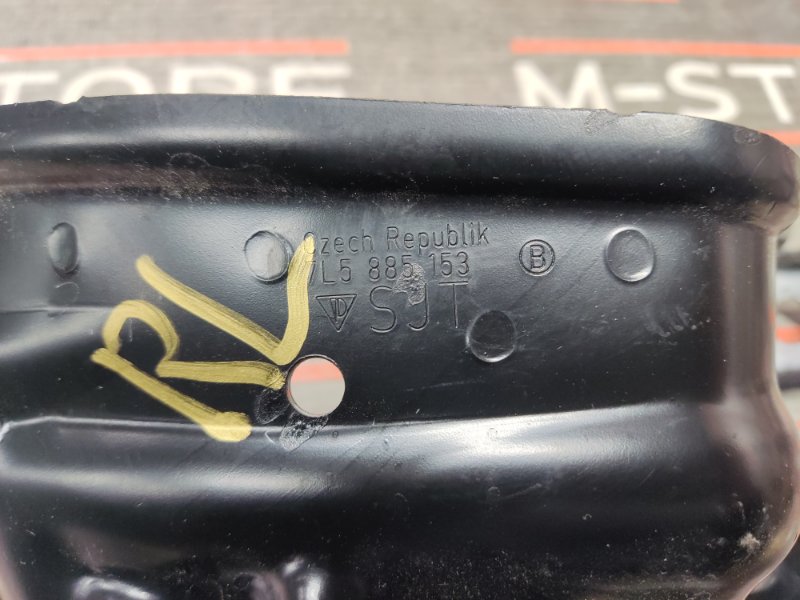 TORE M-ST
Czech Republik
7L5 885 153 B
SJT
RL